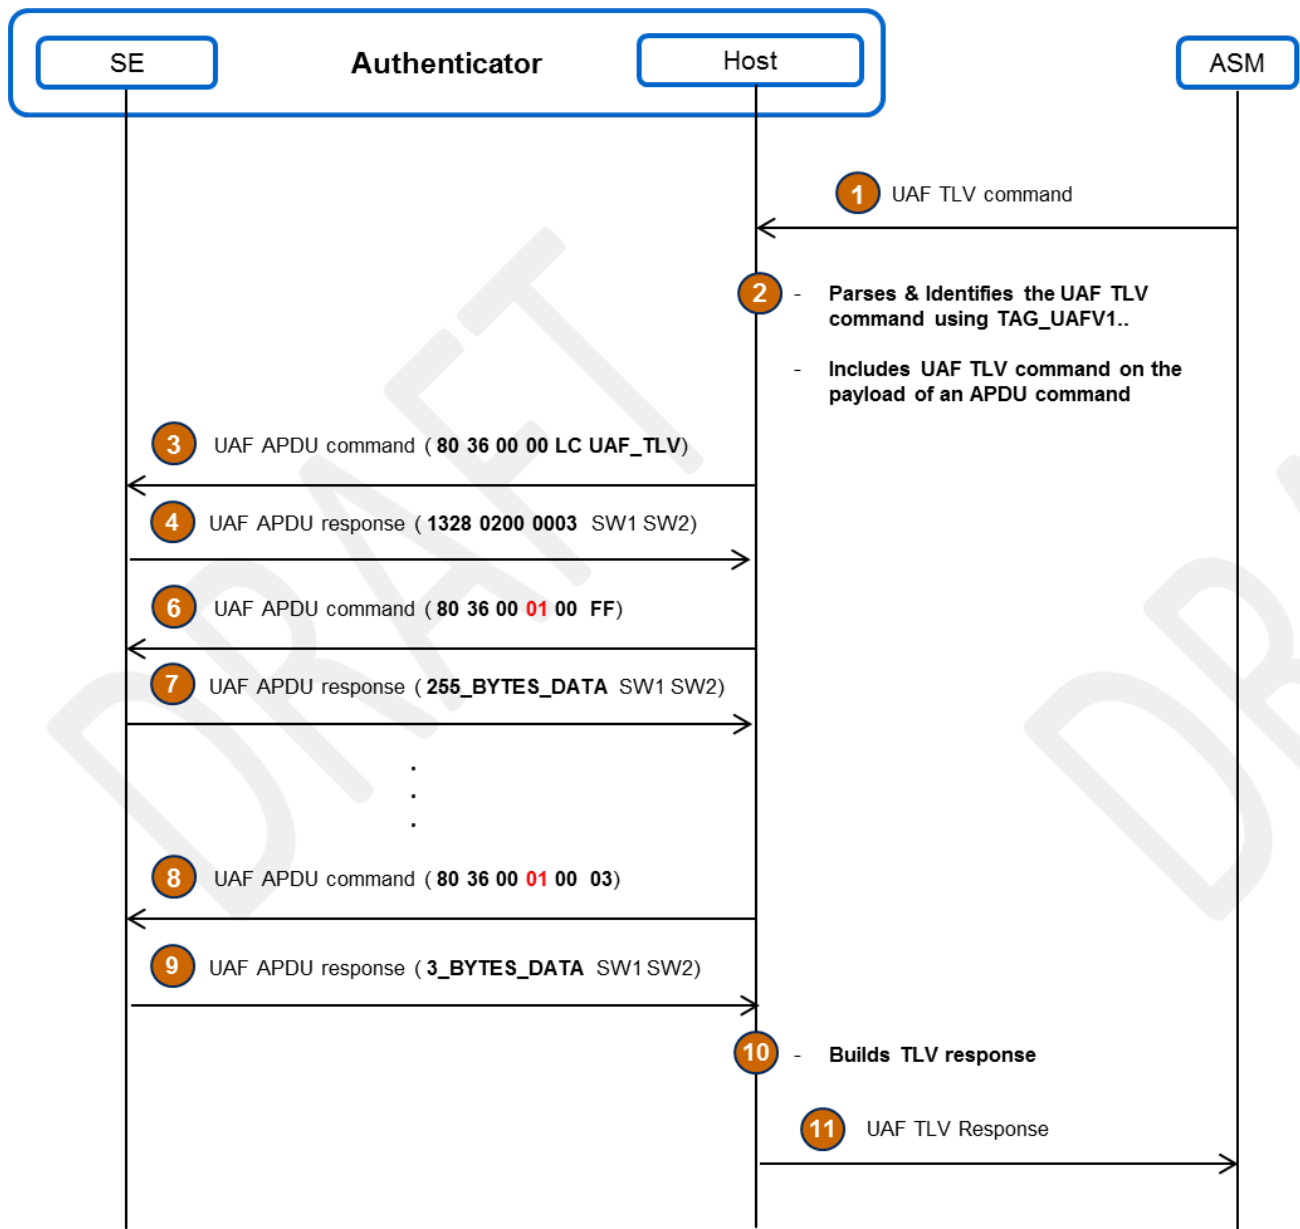 SE
Authenticator
Host
ASM
1 UAF TLV command
2 - Parses & Identifies the UAF TLV
command using TAG_UAFV1..
- Includes UAF TLV command on the
payload of an APDU command
3 UAF APDU command ( 80 36 00 00 LC UAF_TLV)
4 UAF APDU response ( 1328 0200 0003 SW1 SW2)
6 UAF APDU command ( 80 36 00 01 00 FF)
7 UAF APDU response ( 255_BYTES_DATA SW1 SW2)
.
.
.
8 UAF APDU command ( 80 36 00 01 00 03)
9 UAF APDU response ( 3_BYTES_DATA SW1 SW2)
10 - Builds TLV response
11 UAF TLV Response
DRAFT
DRA